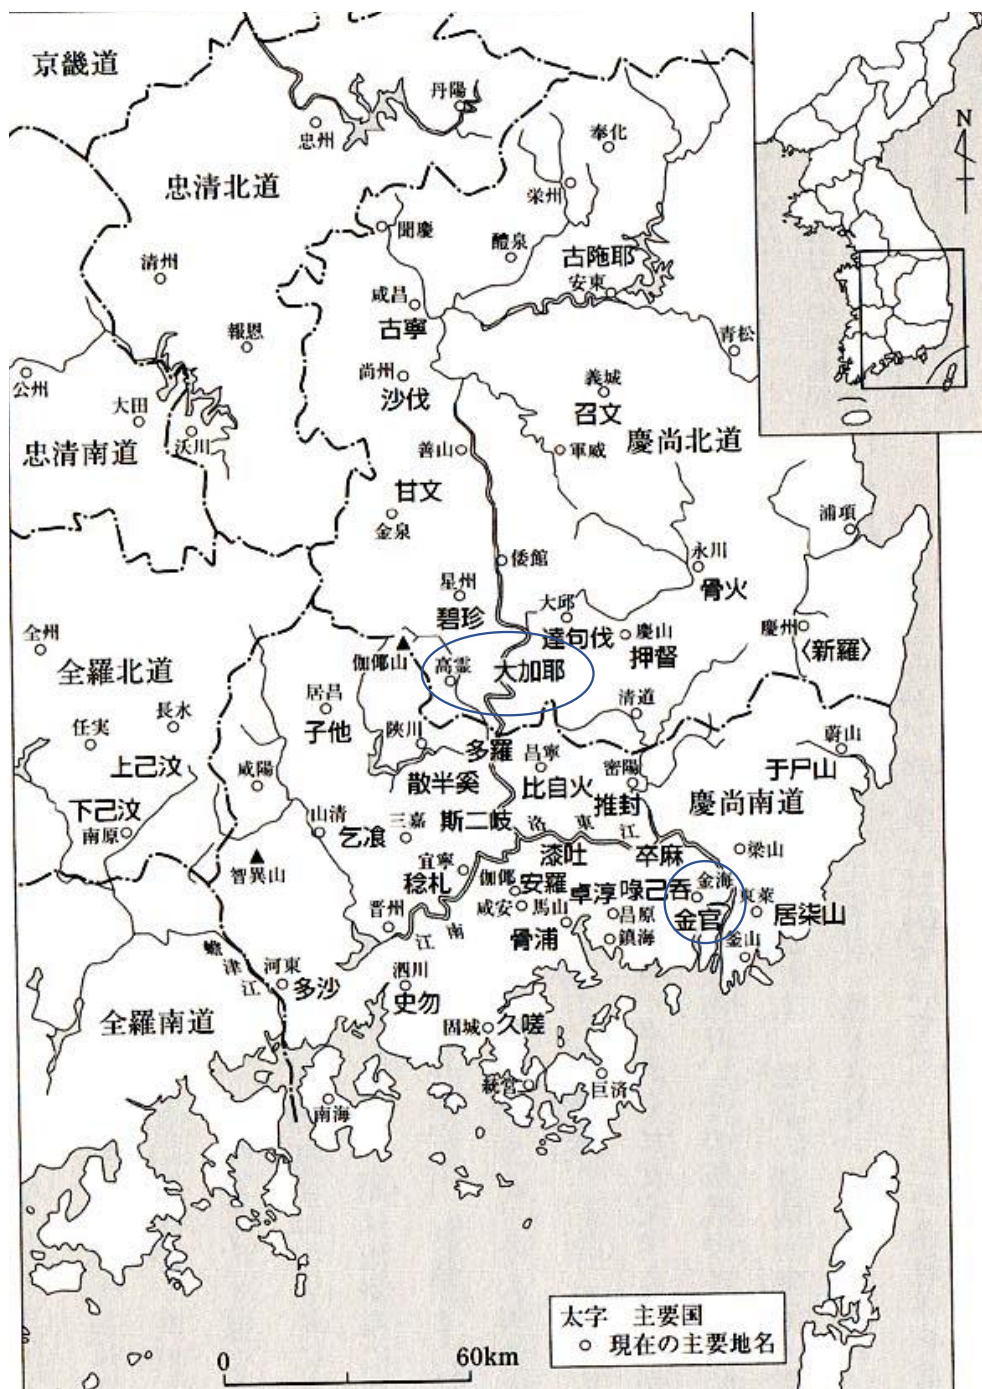 京畿道
丹陽
忠州
奉化
忠清北道
栄州
聞慶
醴泉
古陁耶
清州
安東
咸昌
古寧
報恩
青松
尚州
公州
沙伐
義城
大田
召文
忠清南道
沃川
善山
軍威
慶尚北道
甘文
金泉
浦項
倭館
永川
骨火
星州
碧珍
大邱
達句伐
慶山
押督
慶州
〈新羅〉
全州
伽倻山
高霊
大加耶
全羅北道
居昌
子他
清道
任実
長水
陜川
多羅
昌寧
蔚山
上己汶
咸陽
散半奚
比自火
密陽
推封
于尸山
慶尚南道
下己汶
南原
山清
乞飡
三嘉
斯二岐
洛東江
梁山
智異山
宜寧
稔札
漆吐
卒麻
伽倻
安羅
卓淳
喙己呑
金海
晋州
咸安
馬山
昌原
金官
東萊
居柒山
南江
骨浦
鎮海
釜山
蟾津江
河東
多沙
泗川
史勿
全羅南道
固城
久嗟
統営
巨済
南海
N
太字 主要国
○ 現在の主要地名
0 60km